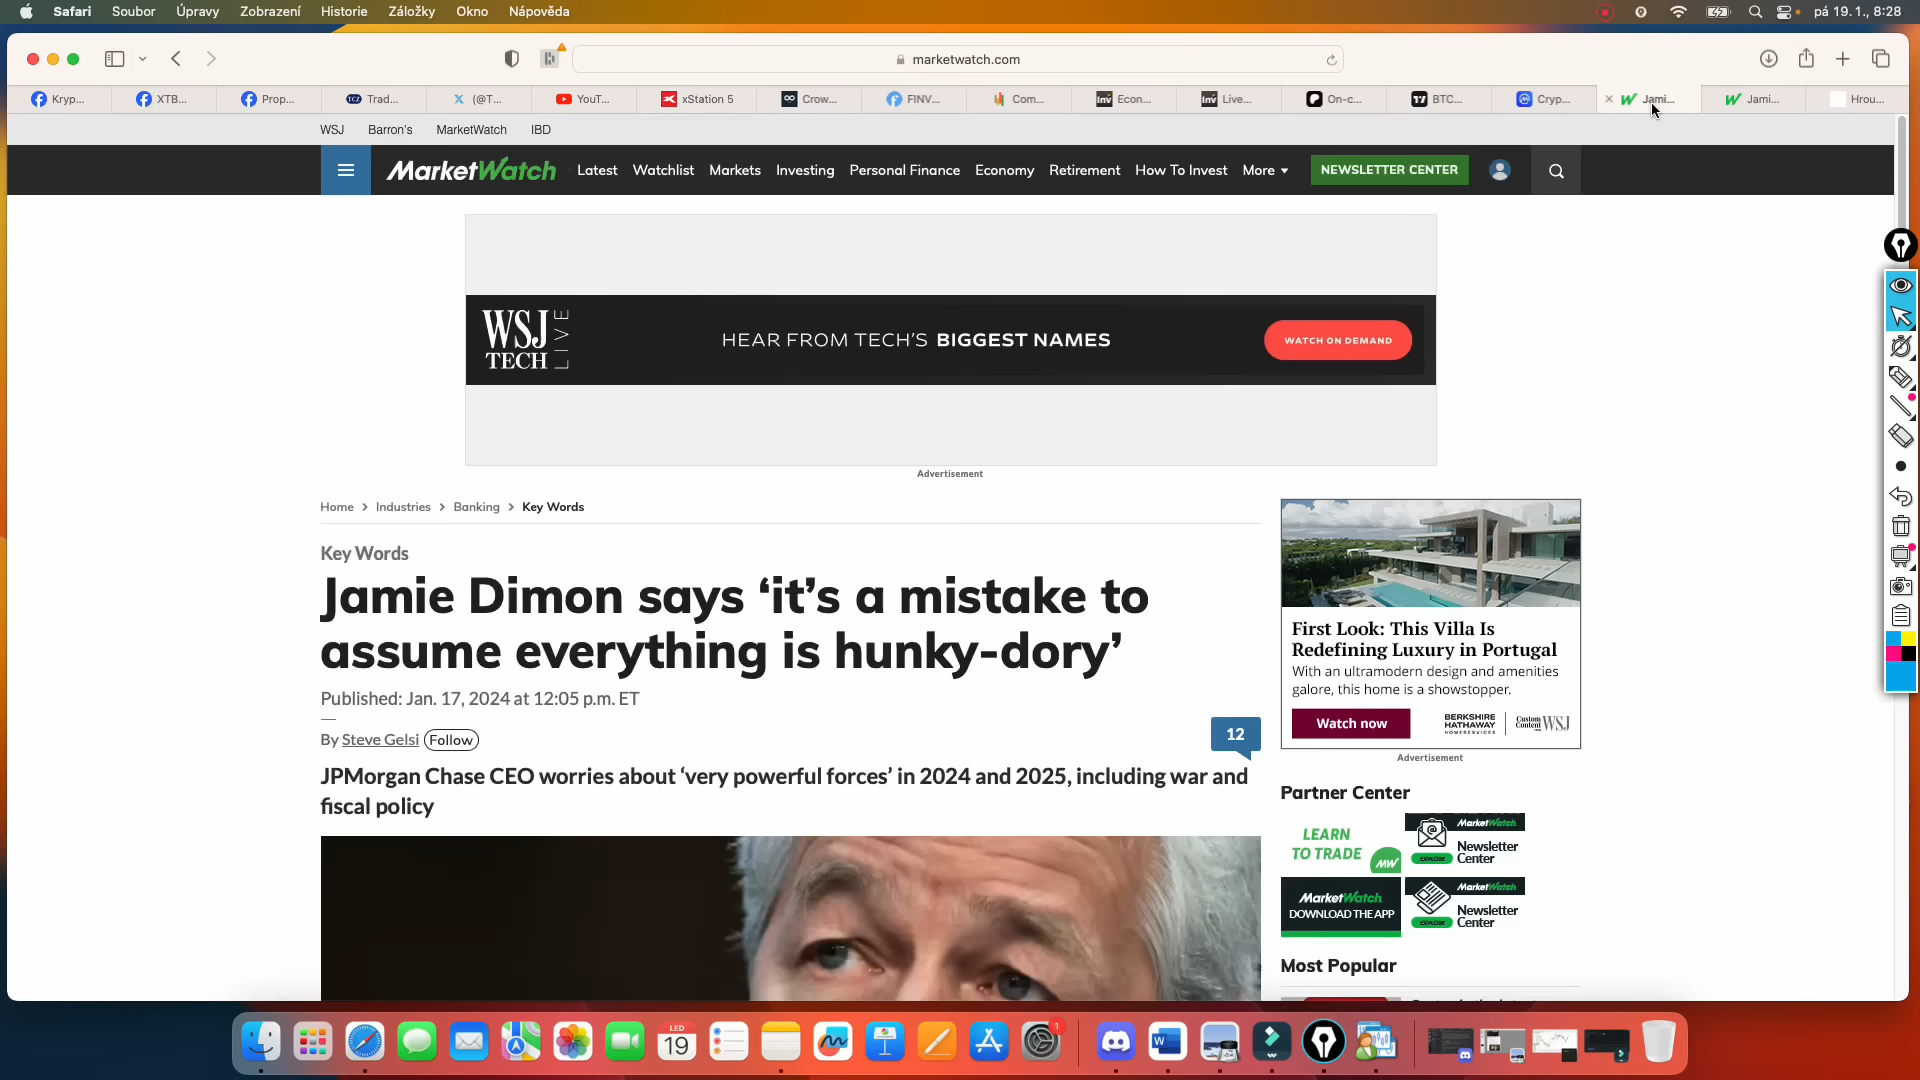 Safari Soubor Úpravy Zobrazení Historie Záložky Okno Nápověda pá 19. 1., 8:28
marketwatch.com
Kryp... XTB... Prop... Trad... (@T... YouT... xStation 5 Crow... FINV... Com... Econ... Live... On-c... BTC... Cryp... Jami... Jami... Hrou...
WSJ Barron's MarketWatch IBD
MarketWatch Latest Watchlist Markets Investing Personal Finance Economy Retirement How To Invest More NEWSLETTER CENTER
WSJ TECH LIVE
HEAR FROM TECH'S BIGGEST NAMES
WATCH ON DEMAND
Advertisement
Home > Industries > Banking > Key Words
Key Words
Jamie Dimon says ‘it’s a mistake to
assume everything is hunky-dory’
Published: Jan. 17, 2024 at 12:05 p.m. ET
By Steve Gelsi Follow
12
JPMorgan Chase CEO worries about ‘very powerful forces’ in 2024 and 2025, including war and
fiscal policy
First Look: This Villa Is
Redefining Luxury in Portugal
With an ultramodern design and amenities
galore, this home is a showstopper.
Watch now
BERKSHIRE
HATHAWAY
HOMESERVICES
Custom
Content WSJ
Advertisement
Partner Center
LEARN
TO TRADE
MW
MarketWatch
Newsletter
Center
EXPLORE
MarketWatch
DOWNLOAD THE APP
MarketWatch
Newsletter
Center
EXPLORE
Most Popular
LED
19
1